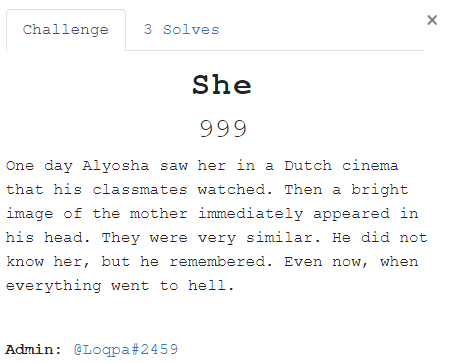 Challenge 3 Solves ×
She
999
One day Alyosha saw her in a Dutch cinema
that his classmates watched. Then a bright
image of the mother immediately appeared in
his head. They were very similar. He did not
know her, but he remembered. Even now, when
everything went to hell.
Admin: @Loqpa#2459